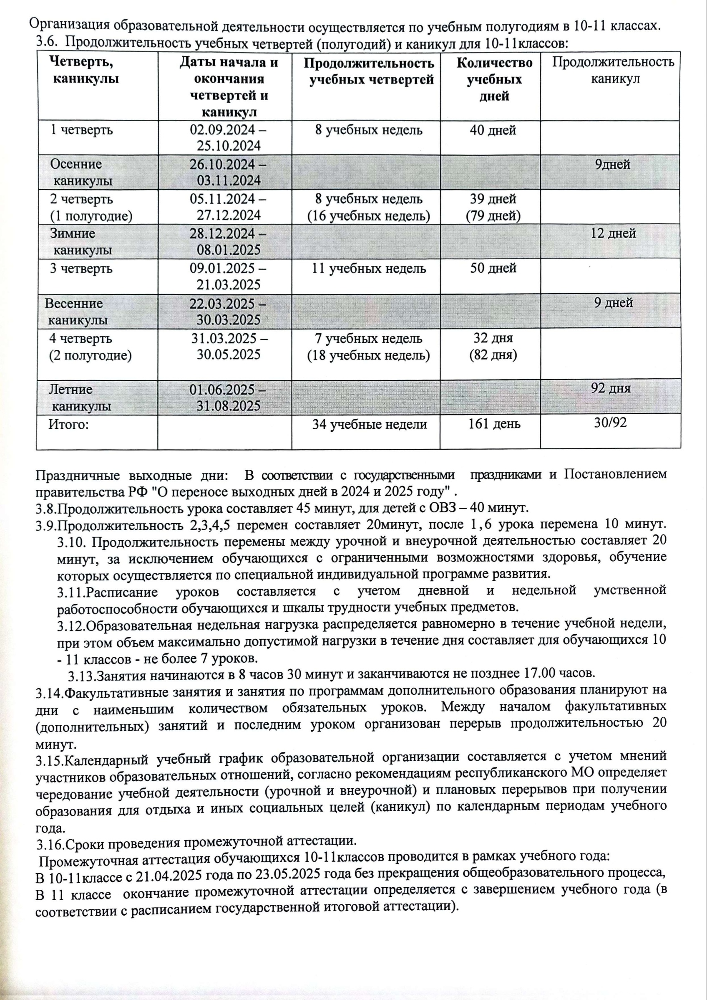 Организация образовательной деятельности осуществляется по учебным полугодиям в 10-11 классах.
3.6. Продолжительность учебных четвертей (полугодий) и каникул для 10-11классов:
Четверть, каникулы
Даты начала и окончания четвертей и каникул
Продолжительность учебных четвертей
Количество учебных дней
Продолжительность каникул
1 четверть
02.09.2024 –
25.10.2024
8 учебных недель
40 дней
Осенние
каникулы
26.10.2024 –
03.11.2024
9дней
2 четверть
(1 полугодие)
05.11.2024 –
27.12.2024
8 учебных недель
(16 учебных недель)
39 дней
(79 дней)
Зимние
каникулы
28.12.2024 –
08.01.2025
12 дней
3 четверть
09.01.2025 –
21.03.2025
11 учебных недель
50 дней
Весенние
каникулы
22.03.2025 –
30.03.2025
9 дней
4 четверть
(2 полугодие)
31.03.2025 –
30.05.2025
7 учебных недель
(18 учебных недель)
32 дня
(82 дня)
Летние
каникулы
01.06.2025 –
31.08.2025
92 дня
Итого:
34 учебные недели
161 день
30/92
Праздничные выходные дни: В соответствии с государственными праздниками и Постановлением
правительства РФ "О переносе выходных дней в 2024 и 2025 году" .
3.8.Продолжительность урока составляет 45 минут, для детей с ОВЗ – 40 минут.
3.9.Продолжительность 2,3,4,5 перемен составляет 20минут, после 1,6 урока перемена 10 минут.
3.10. Продолжительность перемены между урочной и внеурочной деятельностью составляет 20
минут, за исключением обучающихся с ограниченными возможностями здоровья, обучение
которых осуществляется по специальной индивидуальной программе развития.
3.11.Расписание уроков составляется с учетом дневной и недельной умственной
работоспособности обучающихся и шкалы трудности учебных предметов.
3.12.Образовательная недельная нагрузка распределяется равномерно в течение учебной недели,
при этом объем максимально допустимой нагрузки в течение дня составляет для обучающихся 10
- 11 классов - не более 7 уроков.
3.13.Занятия начинаются в 8 часов 30 минут и заканчиваются не позднее 17.00 часов.
3.14.Факультативные занятия и занятия по программам дополнительного образования планируют на
дни с наименьшим количеством обязательных уроков. Между началом факультативных
(дополнительных) занятий и последним уроком организован перерыв продолжительностью 20
минут.
3.15.Календарный учебный график образовательной организации составляется с учетом мнений
участников образовательных отношений, согласно рекомендациям республиканского МО определяет
чередование учебной деятельности (урочной и внеурочной) и плановых перерывов при получении
образования для отдыха и иных социальных целей (каникул) по календарным периодам учебного
года.
3.16.Сроки проведения промежуточной аттестации.
Промежуточная аттестация обучающихся 10-11классов проводится в рамках учебного года:
В 10-11классе с 21.04.2025 года по 23.05.2025 года без прекращения общеобразовательного процесса,
В 11 классе окончание промежуточной аттестации определяется с завершением учебного года (в
соответствии с расписанием государственной итоговой аттестации).